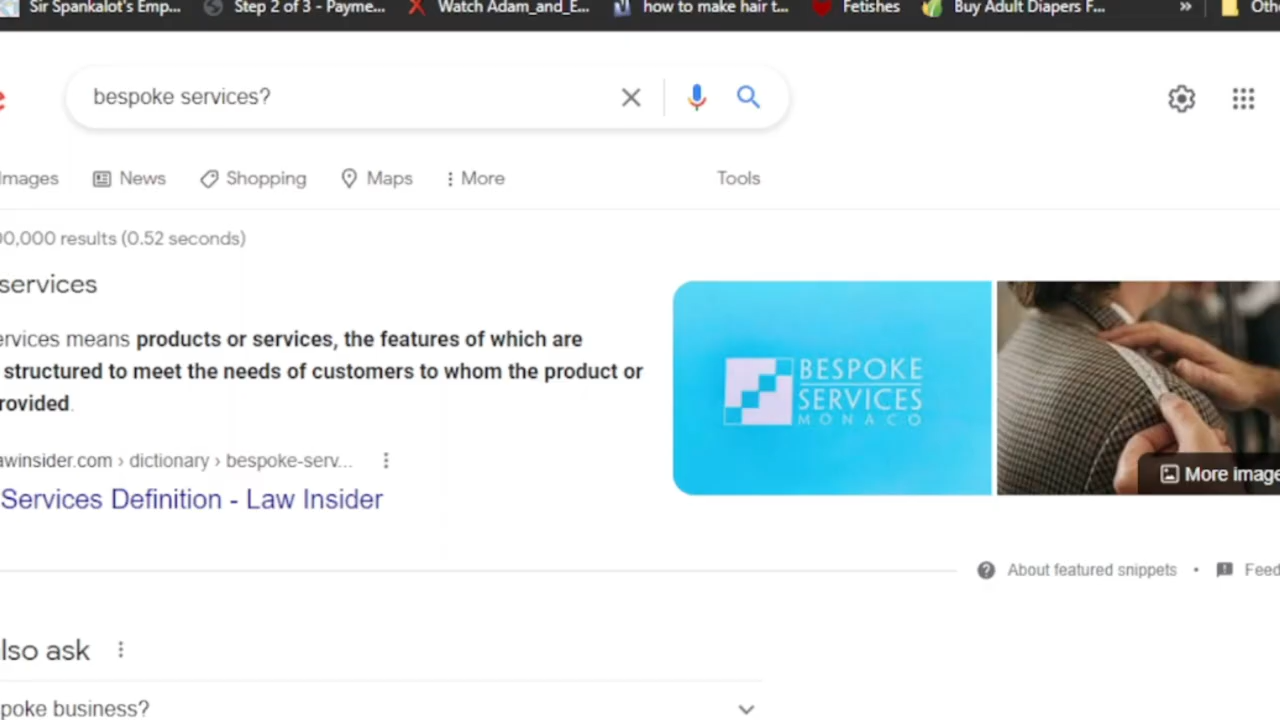 Sir Spankalot's Emp... Step 2 of 3 - Payme... Watch Adam_and_E... how to make hair t... Fetishes Buy Adult Diapers F... » Oth
e bespoke services?
Images News Shopping Maps More Tools
00,000 results (0.52 seconds)
services
ervices means products or services, the features of which are
structured to meet the needs of customers to whom the product or
rovided.
awinsider.com › dictionary › bespoke-serv...
Services Definition - Law Insider
BESPOKE
SERVICES
MONACO
More image
About featured snippets • Feed
lso ask
poke business?